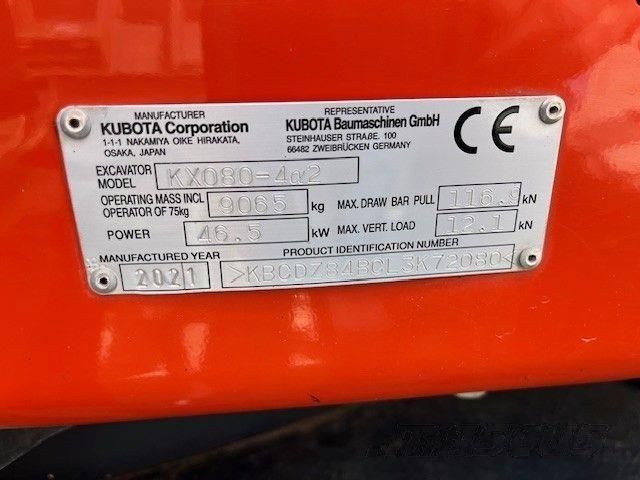 MANUFACTURER
KUBOTA Corporation
1-1-1 NAKAMIYA OIKE HIRAKATA,
OSAKA, JAPAN
REPRESENTATIVE
KUBOTA Baumaschinen GmbH
STEINHAUSER STRAßE. 100
66482 ZWEIBRÜCKEN GERMANY
CE
EXCAVATOR
MODEL KX080-4α2
OPERATING MASS INCL
OPERATOR OF 75kg 9065 kg
MAX. DRAW BAR PULL 116.9 kN
POWER 46.5 kW
MAX. VERT. LOAD 12.1 kN
MANUFACTURED YEAR
2021
PRODUCT IDENTIFICATION NUMBER
>KBCDZ84BCL3K72080<